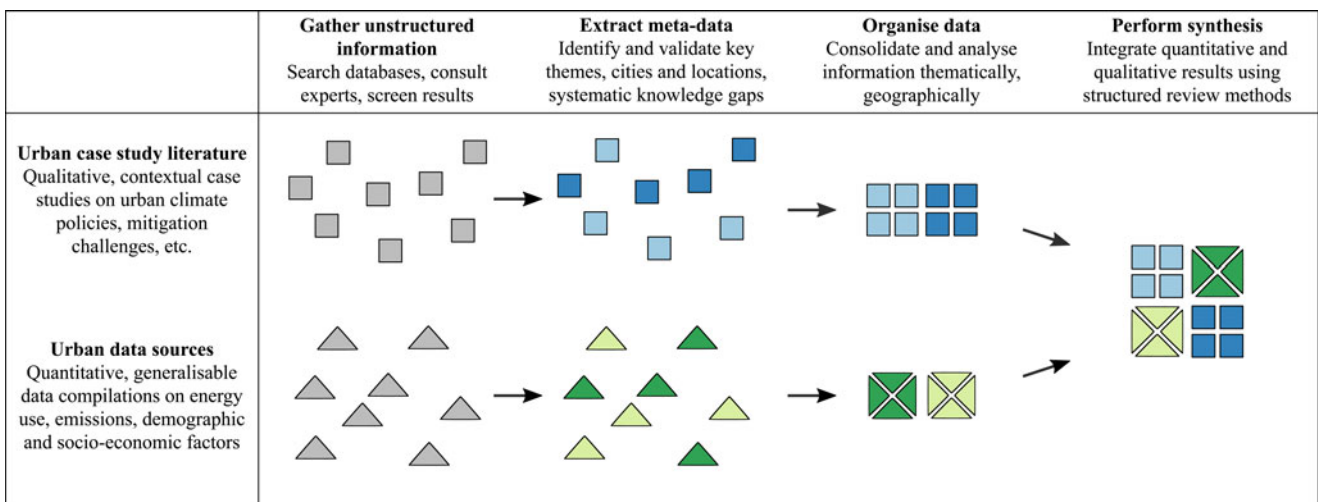 Gather unstructured
information
Search databases, consult
experts, screen results
Extract meta-data
Identify and validate key
themes, cities and locations,
systematic knowledge gaps
Organise data
Consolidate and analyse
information thematically,
geographically
Perform synthesis
Integrate quantitative and
qualitative results using
structured review methods
Urban case study literature
Qualitative, contextual case
studies on urban climate
policies, mitigation
challenges, etc.
Urban data sources
Quantitative, generalisable
data compilations on energy
use, emissions, demographic
and socio-economic factors